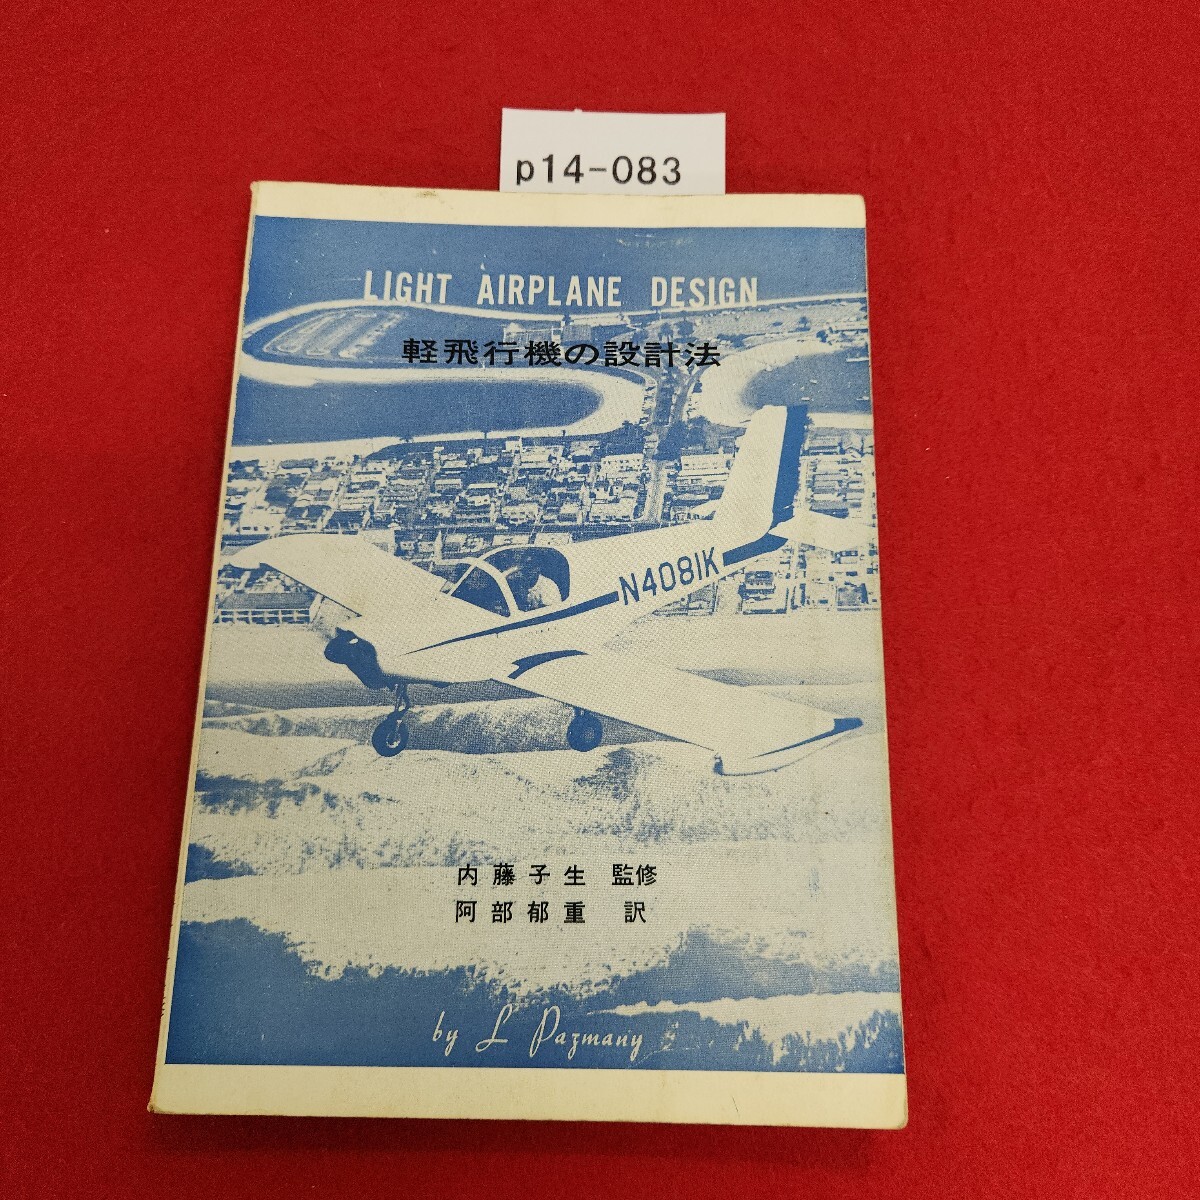 p14-083
LIGHT AIRPLANE DESIGN
軽飛行機の設計法
N4081K
内藤子生 監修
阿部郁重 訳
by L Pazmany